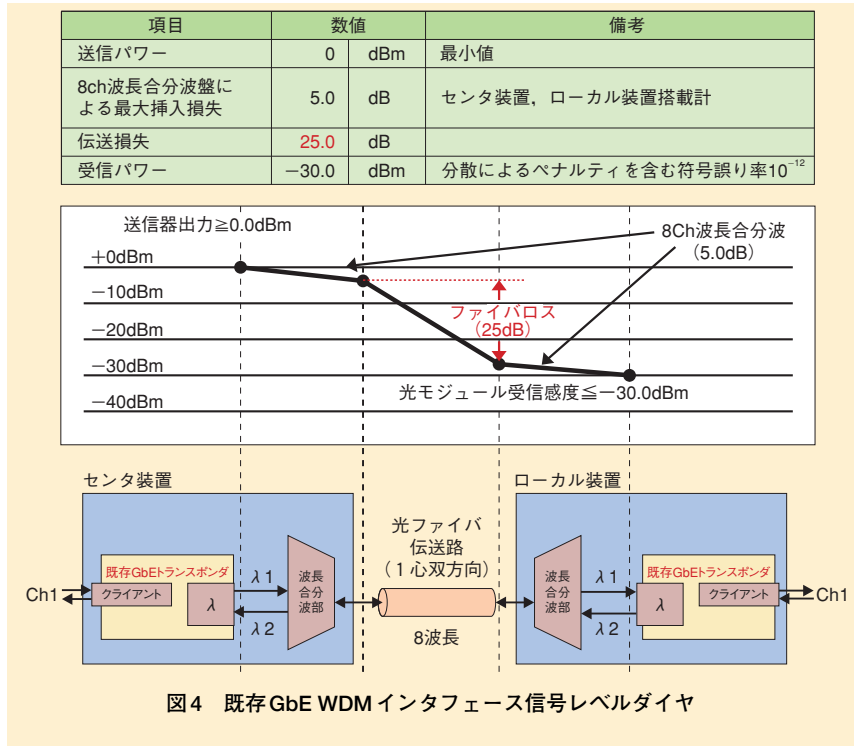 項目 数値 備考
送信パワー 0 dBm 最小値
8ch波長合分波盤に
よる最大挿入損失 5.0 dB センタ装置，ローカル装置搭載計
伝送損失 25.0 dB
受信パワー −30.0 dBm 分散によるペナルティを含む符号誤り率10⁻¹²
送信器出力≧0.0dBm
8Ch波長合分波
（5.0dB）
+0dBm
−10dBm
ファイバロス
（25dB）
−20dBm
−30dBm
光モジュール受信感度≦−30.0dBm
−40dBm
センタ装置
ローカル装置
光ファイバ
伝送路
（1心双方向）
既存GbEトランスポンダ
クライアント
Ch1
λ
λ1
λ2
波長
合分
波部
8波長
波長
合分
波部
λ1
λ2
既存GbEトランスポンダ
λ
クライアント
Ch1
図4 既存GbE WDMインタフェース信号レベルダイヤ